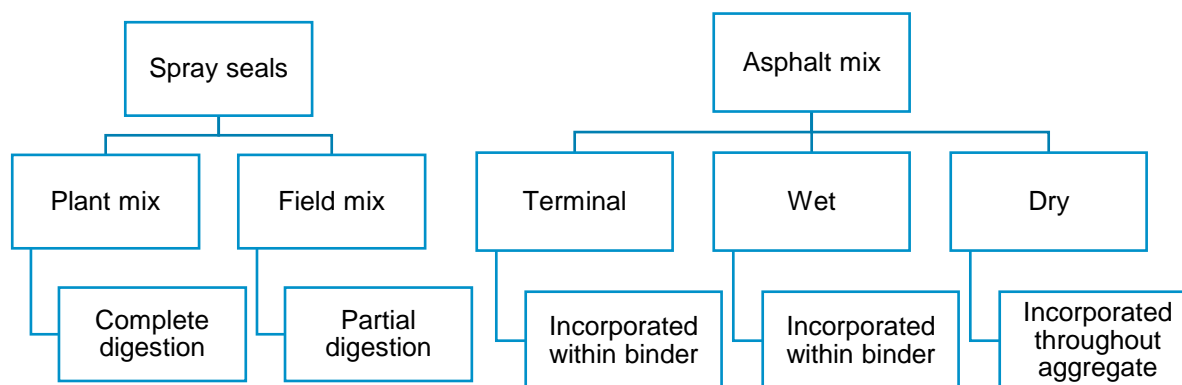 Spray seals
Plant mix
Field mix
Complete
digestion
Partial
digestion
Asphalt mix
Terminal
Wet
Dry
Incorporated
within binder
Incorporated
within binder
Incorporated
throughout
aggregate